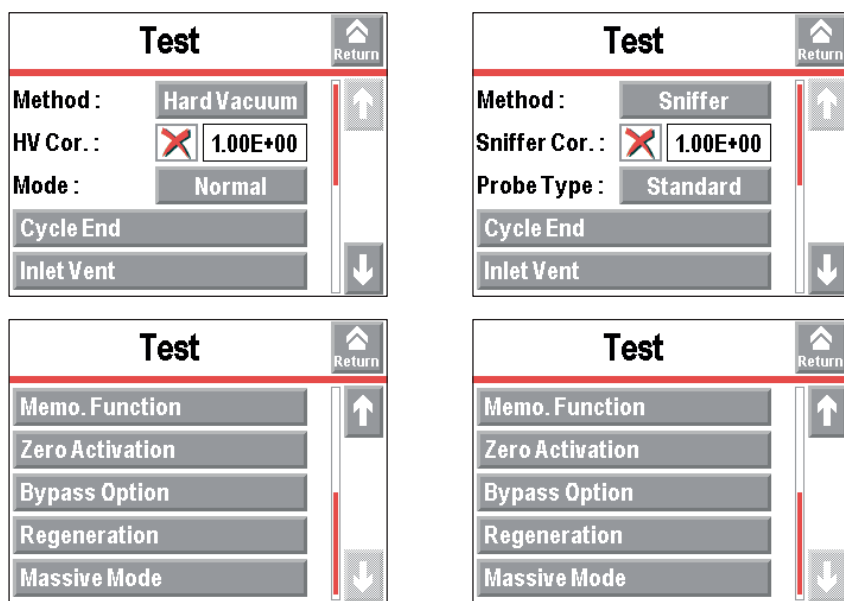 Test
Return
Method :
Hard Vacuum
HV Cor. :
1.00E+00
Mode :
Normal
Cycle End
Inlet Vent
Test
Return
Method :
Sniffer
Sniffer Cor. :
1.00E+00
Probe Type :
Standard
Cycle End
Inlet Vent
Test
Return
Memo. Function
Zero Activation
Bypass Option
Regeneration
Massive Mode
Test
Return
Memo. Function
Zero Activation
Bypass Option
Regeneration
Massive Mode